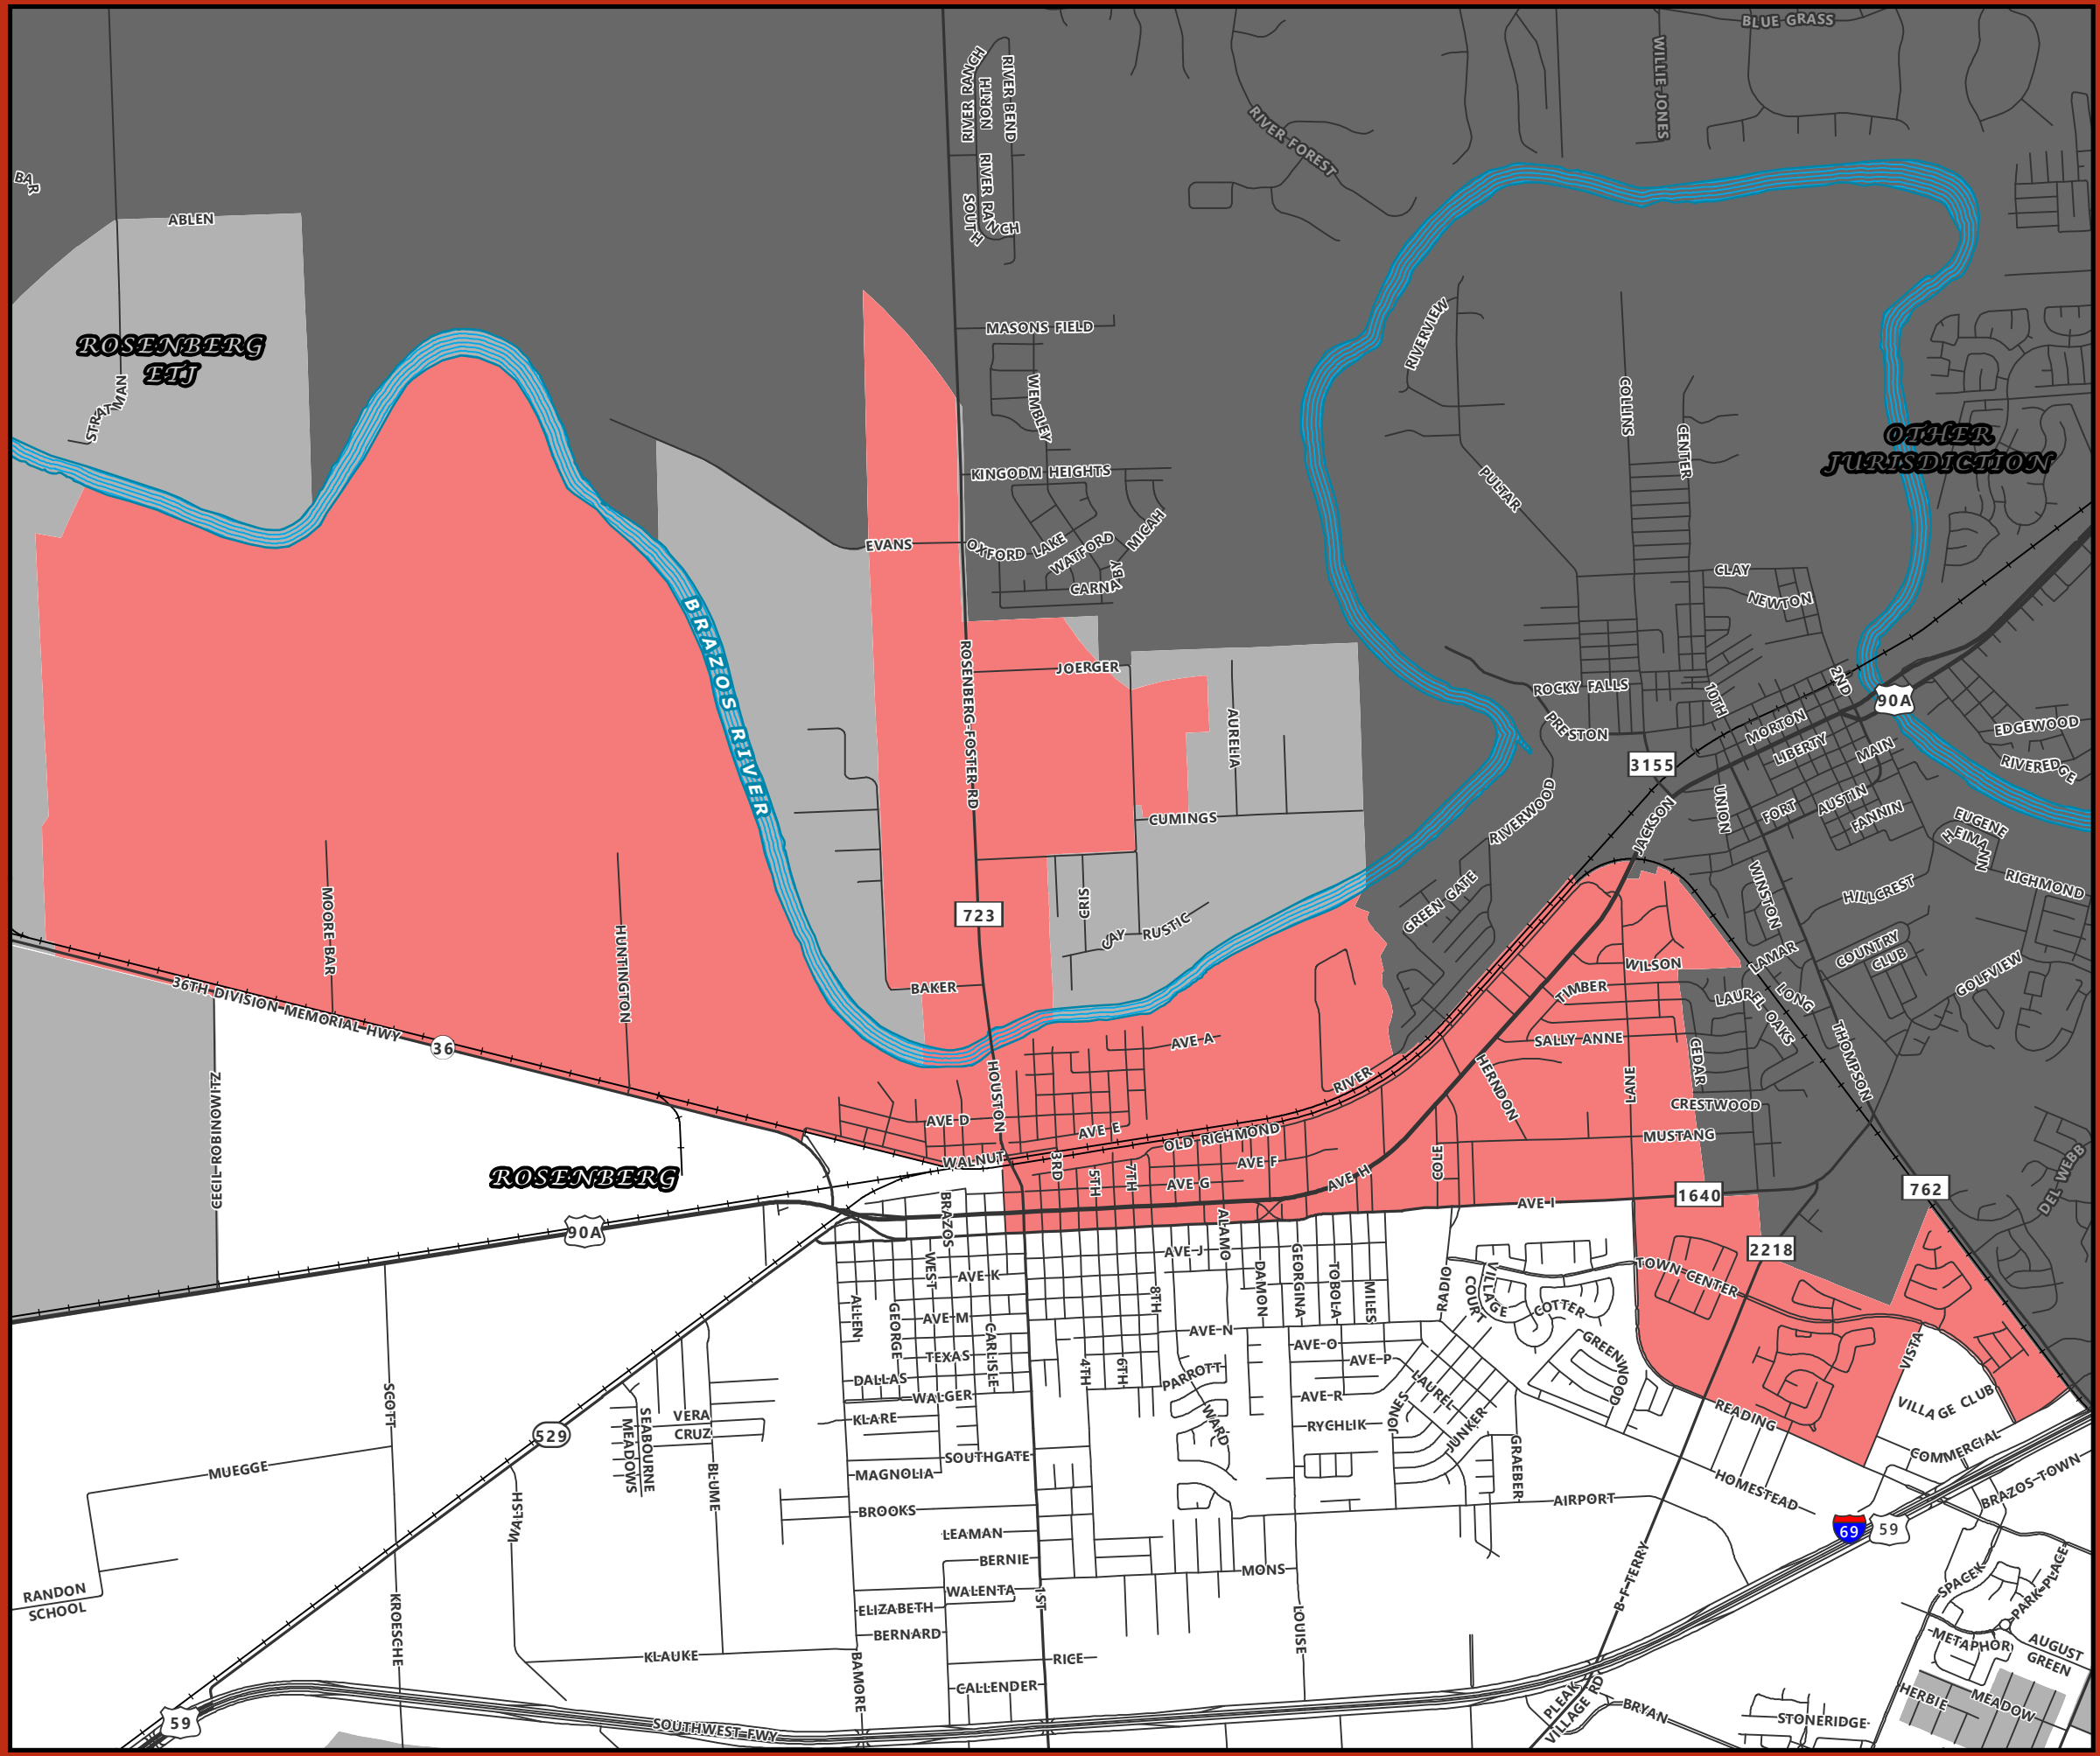 BLUE GRASS
WILLIE JONES
RIVER RANCH
NORTH
RIVER BEND
RIVER RANCH
SOUTH
RIVER FOREST
BAR
ABLEN
ROSENBERG
ETJ
STRATMAN
MASONS FIELD
WEMBLEY
RIVERVIEW
COLLINS
CENTER
OTHER
JURISDICTION
KINGODM HEIGHTS
PULTAR
MICAH
EVANS
OXFORD LAKE
WATFORD
CARNABY
CLAY
NEWTON
BRAZOS RIVER
ROSENBERG-FOSTER RD
JOERGER
AURELIA
ROCKY FALLS
10TH
2ND
90A
PRESTON
MORTON
LIBERTY
MAIN
EDGEWOOD
RIVEREDGE
3155
CUMINGS
RIVERWOOD
JACKSON
UNION
FORT
AUSTIN
FANNIN
EUGENE
HEIMANN
RICHMOND
MOORE BAR
HUNTINGTON
723
CRIS
JAY
RUSTIC
GREEN GATE
WINSTON
HILLCREST
BAKER
WILSON
TIMBER
LAMAR
COUNTRY
CLUB
GOLFVIEW
LAUREL OAKS
LONG
36TH DIVISION MEMORIAL HWY
36
AVE A
SALLY ANNE
CEDAR
THOMPSON
HOUSTON
RIVER
HERNDON
LANE
CRESTWOOD
CECIL ROBINOWITZ
AVE D
AVE E
OLD RICHMOND
MUSTANG
ROSENBERG
WALNUT
3RD
5TH
7TH
AVE F
AVE G
AVE H
COLE
AVE I
1640
762
DEL WEBB
90A
BRAZOS
ALAMO
2218
WEST
AVE J
AVE K
DAMON
GEORGINA
TOBOLA
MILES
RADIO
COURT
VILLAGE
COTTER
TOWN CENTER
ALLEN
GEORGE
AVE M
CARLISLE
8TH
AVE N
AVE O
AVE P
TEXAS
DALLAS
WALGER
4TH
6TH
PARROTT
AVE R
LAUREL
GREENWOOD
VISTA
SCOTT
SEABOURNE
MEADOWS
VERA
CRUZ
KLARE
WARD
RYCHLIK
JONES
JUNKER
READING
VILLAGE CLUB
529
MUEGGE
BLUME
SOUTHGATE
MAGNOLIA
GRAEBER
COMMERCIAL
WALSH
BROOKS
AIRPORT
HOMESTEAD
BRAZOS TOWN
LEAMAN
69
59
BERNIE
MONS
RANDON
SCHOOL
KROESCHE
WALENTA
1ST
ELIZABETH
LOUISE
B F TERRY
SPACEK
PARK PLACE
BERNARD
METAPHOR
AUGUST
GREEN
KLAUKE
BAMORE
RICE
CALLENDER
PLEAK
VILLAGE RD
BRYAN
HERBIE
MEADOW
59
SOUTHWEST FWY
STONERIDGE